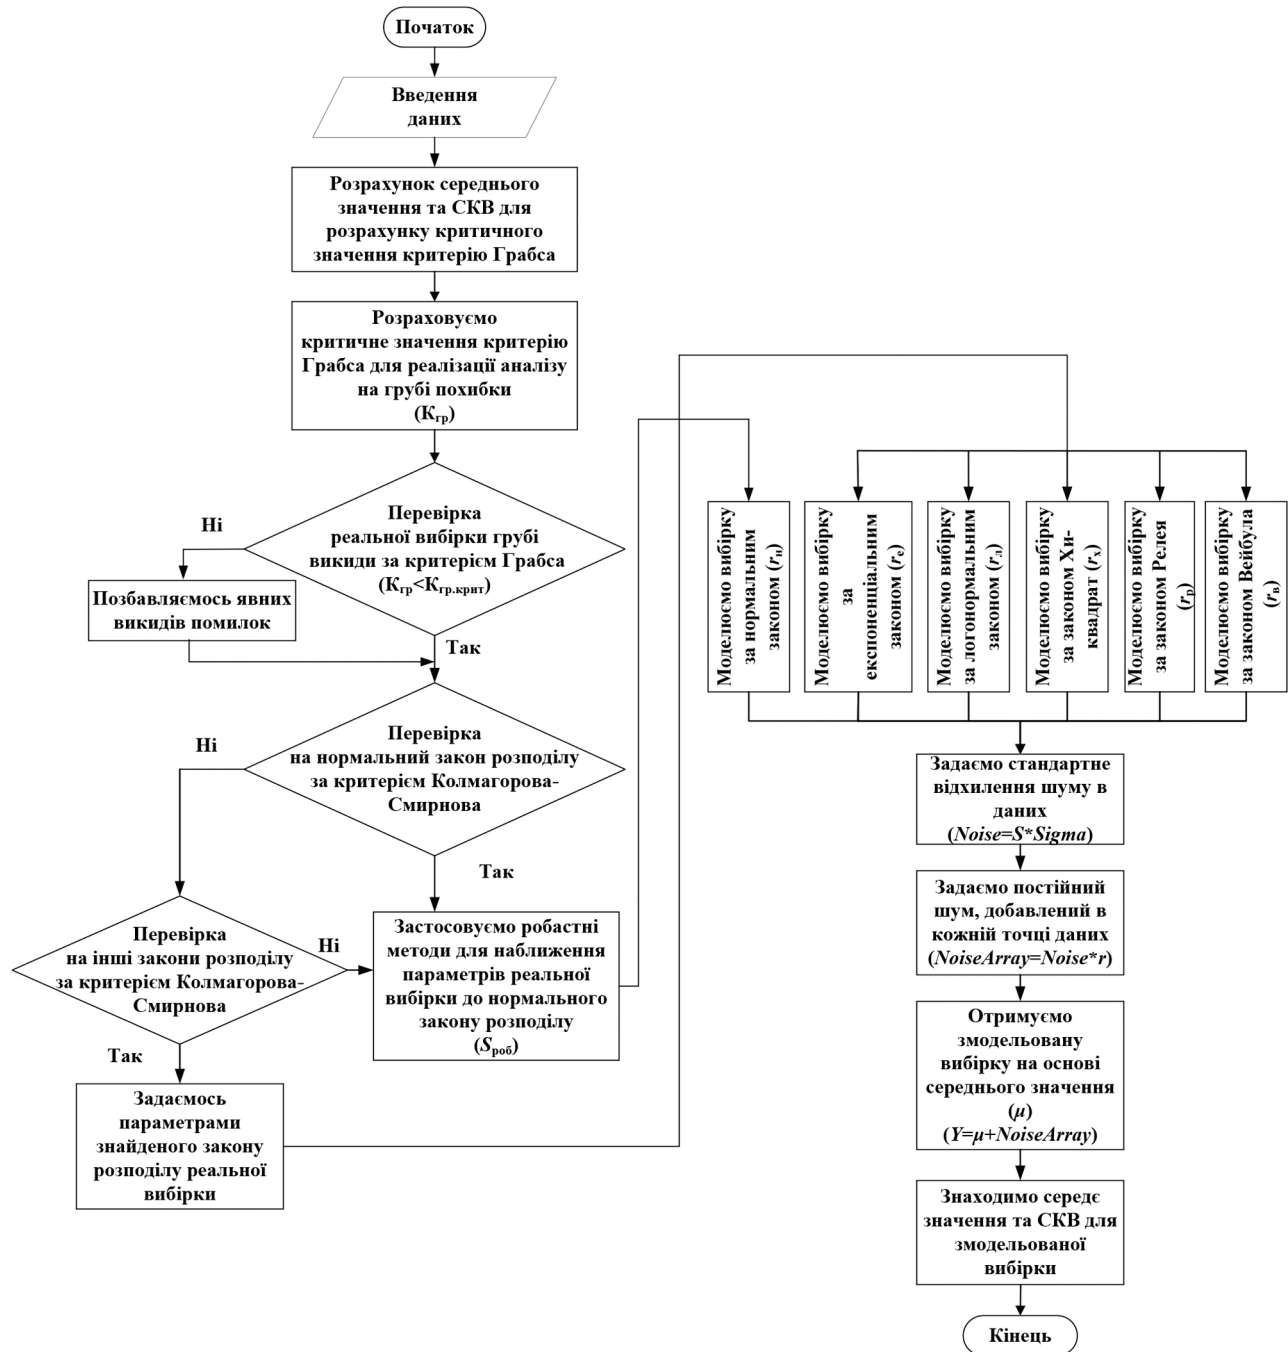 Початок
Введення
даних
Розрахунок середнього
значення та СКВ для
розрахунку критичного
значення критерію Грабса
Розраховуємо
критичне значення критерію
Грабса для реалізації аналізу
на грубі похибки
(Кгр)
Перевірка
реальної вибірки грубі
викиди за критерієм Грабса
(Кгр<Кгр.крит)
Ні
Позбавляємось явних
викидів помилок
Так
Перевірка
на нормальний закон розподілу
за критерієм Колмагорова-
Смирнова
Ні
Так
Перевірка
на інші закони розподілу
за критерієм Колмагорова-
Смирнова
Ні
Так
Застосовуємо робастні
методи для наближення
параметрів реальної
вибірки до нормального
закону розподілу
(Sроб)
Задаємось
параметрами
знайденого закону
розподілу реальної
вибірки
Моделюємо вибірку
за нормальним
законом (rн)
Моделюємо вибірку
за
експоненціальним
законом (rе)
Моделюємо вибірку
за логонормальним
законом (rл)
Моделюємо вибірку
за законом Хи-
квадрат (rх)
Моделюємо вибірку
за законом Релея
(rр)
Моделюємо вибірку
за законом Вейбула
(rв)
Задаємо стандартне
відхилення шуму в
даних
(Noise=S*Sigma)
Задаємо постійний
шум, добавлений в
кожній точці даних
(NoiseArray=Noise*r)
Отримуємо
змодельовану
вибірку на основі
середнього значення
(μ)
(Y=μ+NoiseArray)
Знаходимо середє
значення та СКВ для
змодельованої
вибірки
Кінець